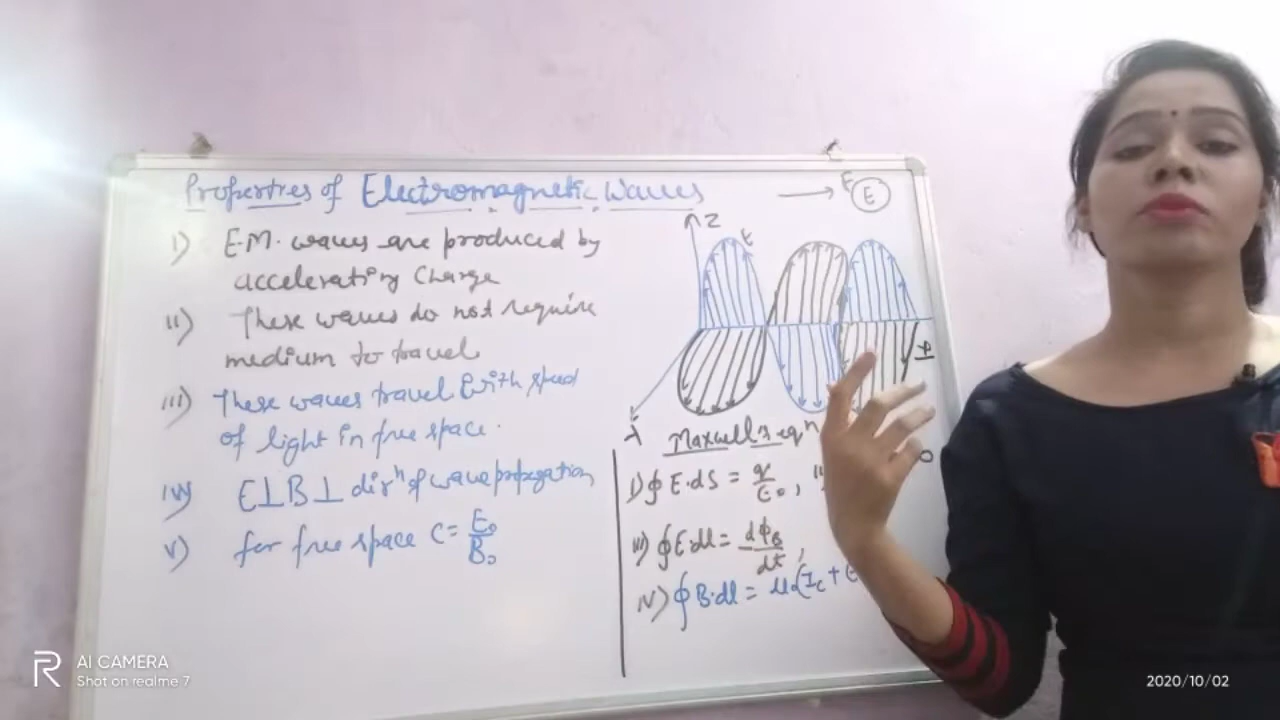 Properties of Electromagnetic Waves
i) E.M. waves are produced by
accelerating Charge
ii) These waves do not require
medium to travel
iii) These waves travel with speed
of light in free space.
iv) E⊥B⊥ dirⁿ of wave propagation
v) for free space C = E₀/B₀
E
Z
Maxwell's eqⁿ
i) ∮E.dS = q/ε₀,
iii) ∮E.dl = dϕ_B/dt,
iv) ∮B.dl = μ₀(I_c +
R
AI CAMERA
Shot on realme 7
2020/10/02